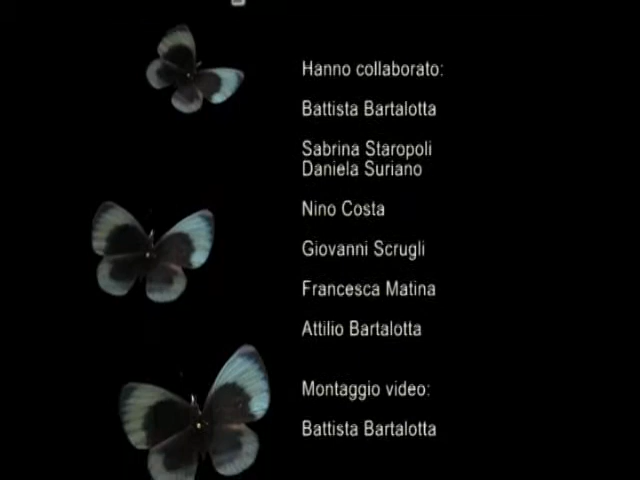 Hanno collaborato:
Battista Bartalotta
Sabrina Staropoli
Daniela Suriano
Nino Costa
Giovanni Scrugli
Francesca Matina
Attilio Bartalotta
Montaggio video:
Battista Bartalotta